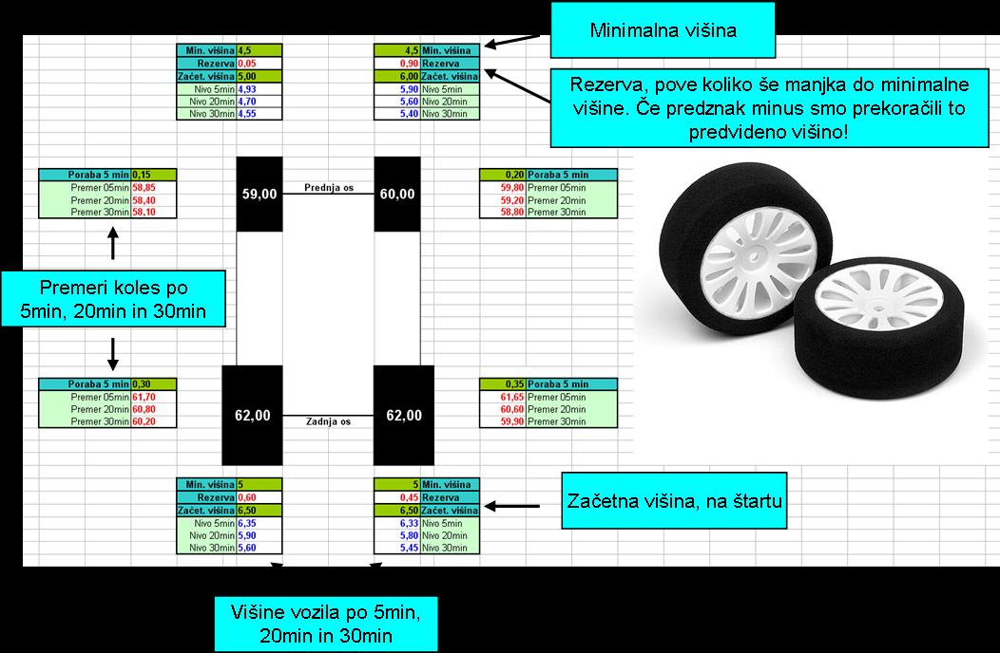 Minimalna višina
Min. višina 4,5
Rezerva 0,05
Začet. višina 5,00
Nivo 5min 4,93
Nivo 20min 4,70
Nivo 30min 4,55
4,5 Min. višina
0,90 Rezerva
6,00 Začet. višina
5,90 Nivo 5min
5,60 Nivo 20min
5,40 Nivo 30min
Rezerva, pove koliko še manjka do minimalne
višine. Če predznak minus smo prekoračili to
predvideno višino!
Poraba 5 min 0,15
Premer 05min 58,85
Premer 20min 58,40
Premer 30min 58,10
59,00
Prednja os
60,00
0,20 Poraba 5 min
59,80 Premer 05min
59,20 Premer 20min
58,80 Premer 30min
Premeri koles po
5min, 20min in 30min
Poraba 5 min 0,30
Premer 05min 61,70
Premer 20min 60,80
Premer 30min 60,20
62,00
Zadnja os
62,00
0,35 Poraba 5 min
61,65 Premer 05min
60,60 Premer 20min
59,90 Premer 30min
Min. višina 5
Rezerva 0,60
Začet. višina 6,50
Nivo 5min 6,35
Nivo 20min 5,90
Nivo 30min 5,60
5 Min. višina
0,45 Rezerva
6,50 Začet. višina
6,33 Nivo 5min
5,80 Nivo 20min
5,45 Nivo 30min
Začetna višina, na štartu
Višine vozila po 5min,
20min in 30min